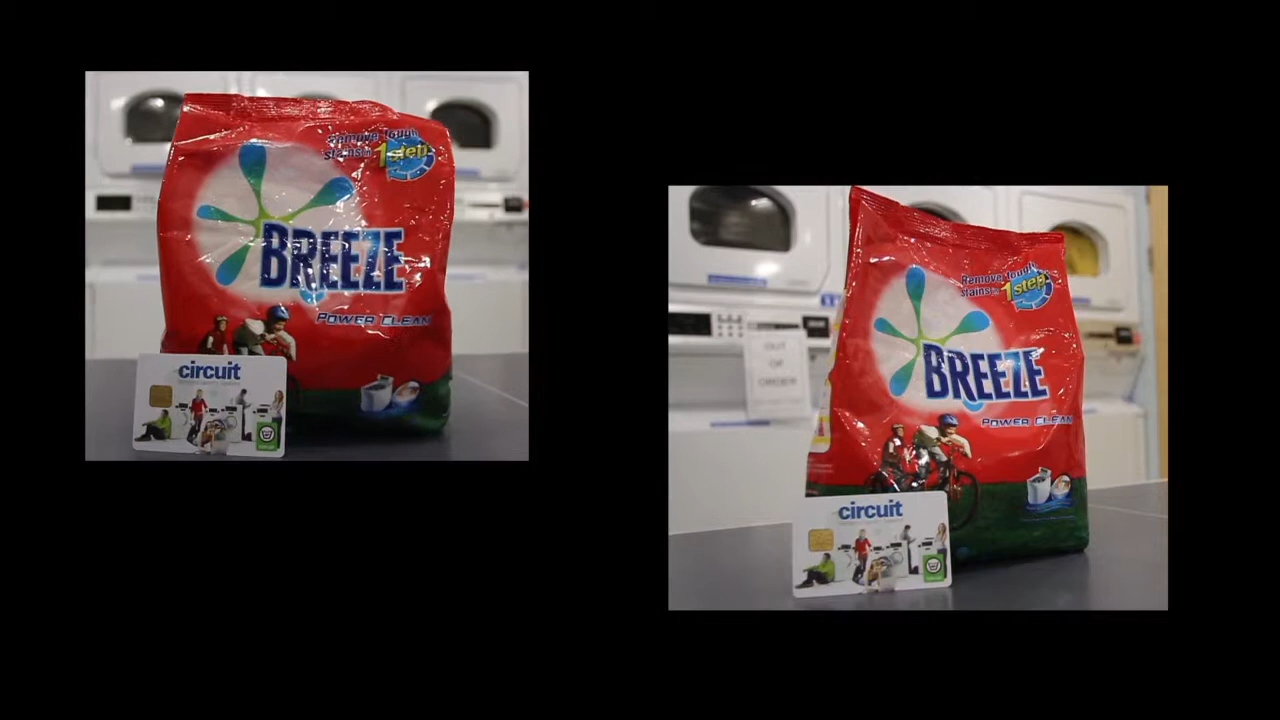 Remove tough
stains in 1 step
BREEZE
POWER CLEAN
circuit
Remove tough
stains in 1 step
BREEZE
POWER CLEAN
OUT
OF
ORDER
circuit